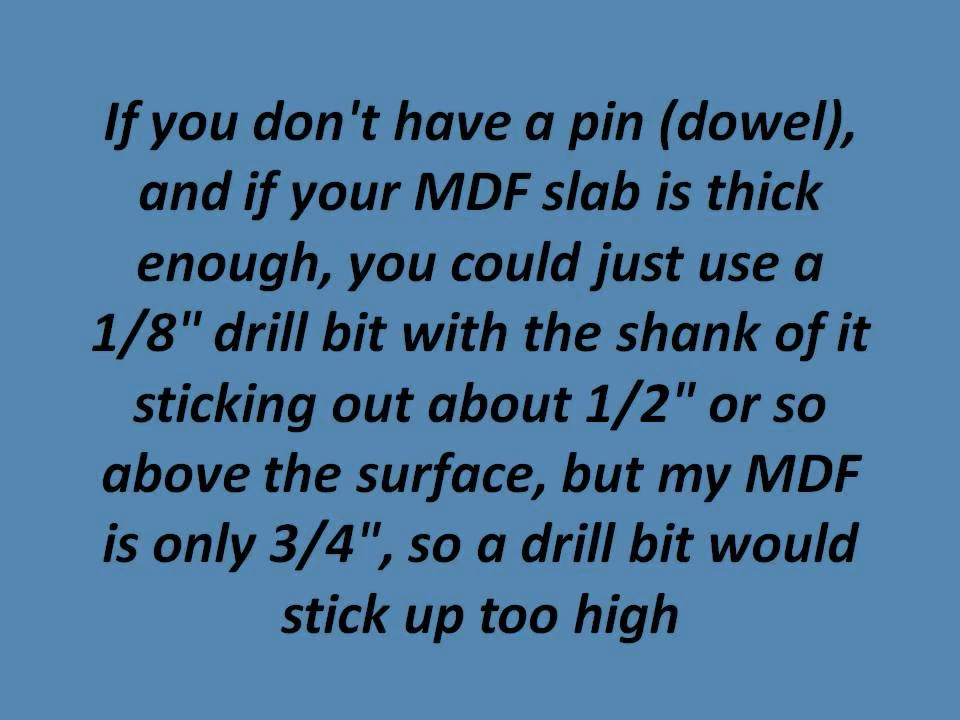 If you don't have a pin (dowel),
and if your MDF slab is thick
enough, you could just use a
1/8" drill bit with the shank of it
sticking out about 1/2" or so
above the surface, but my MDF
is only 3/4", so a drill bit would
stick up too high